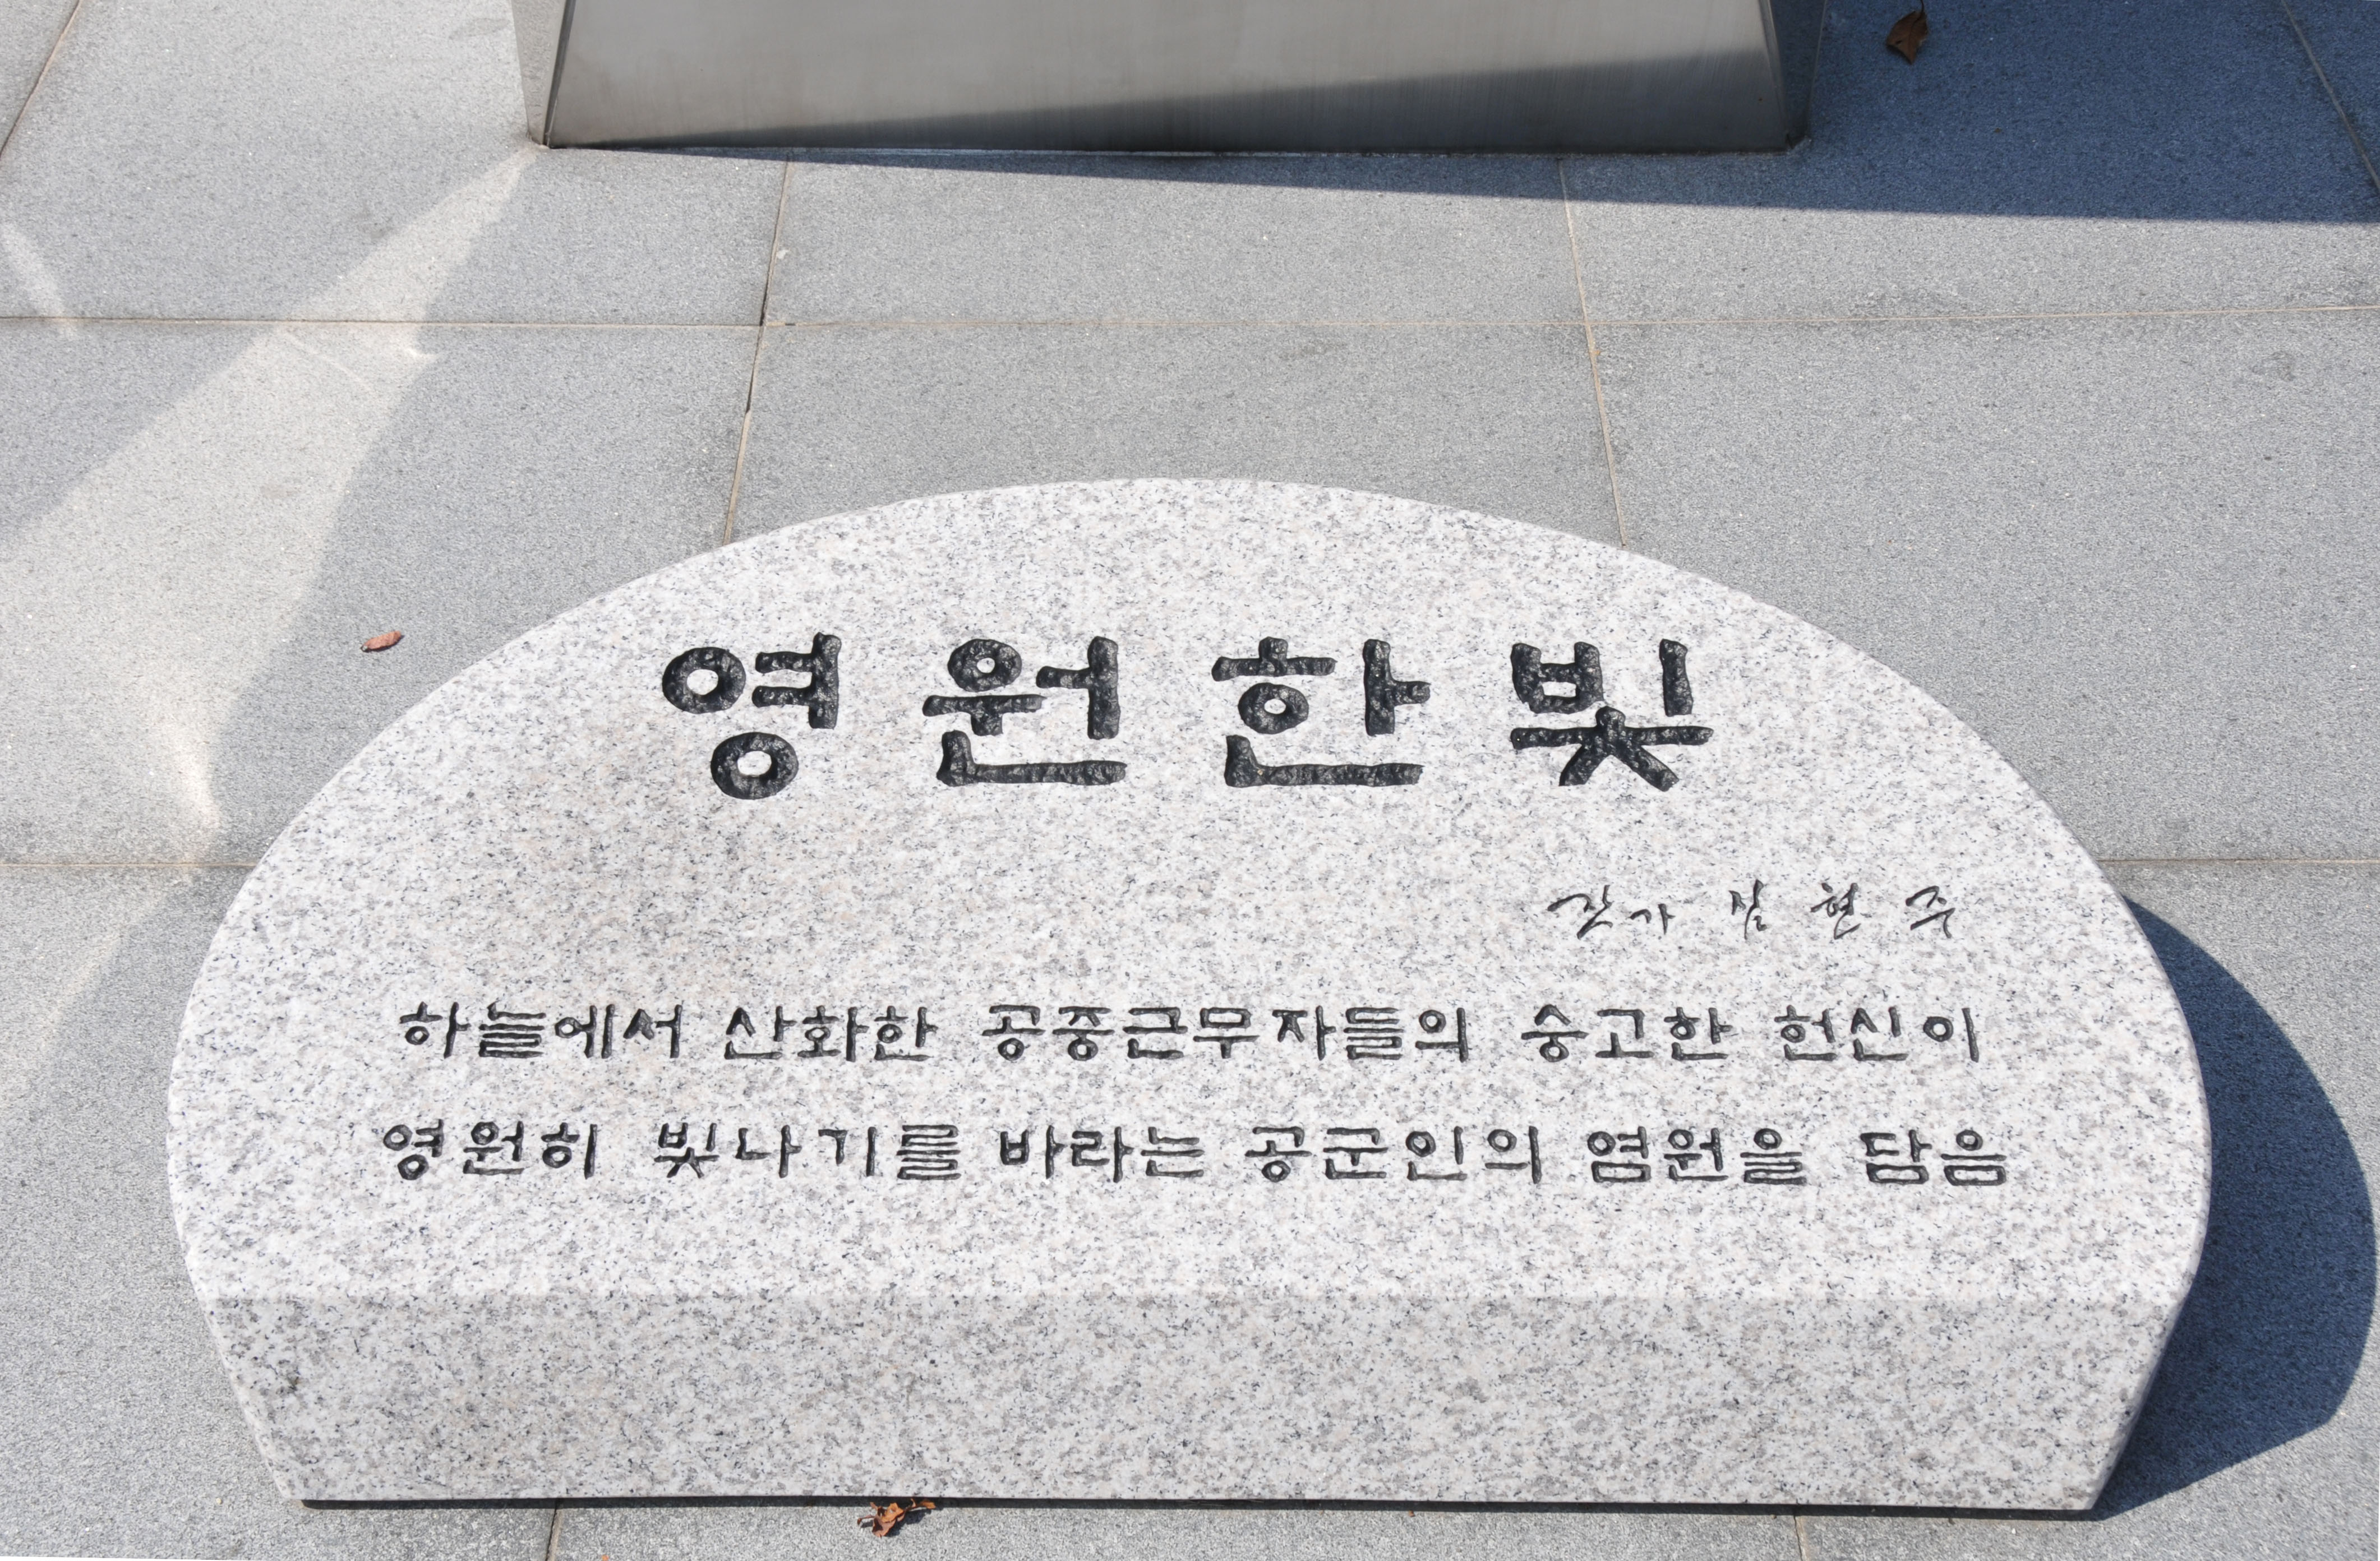 영원한빛
작가 김현주
하늘에서 산화한 공중근무자들의 숭고한 헌신이
영원히 빛나기를 바라는 공군인의 염원을 담음